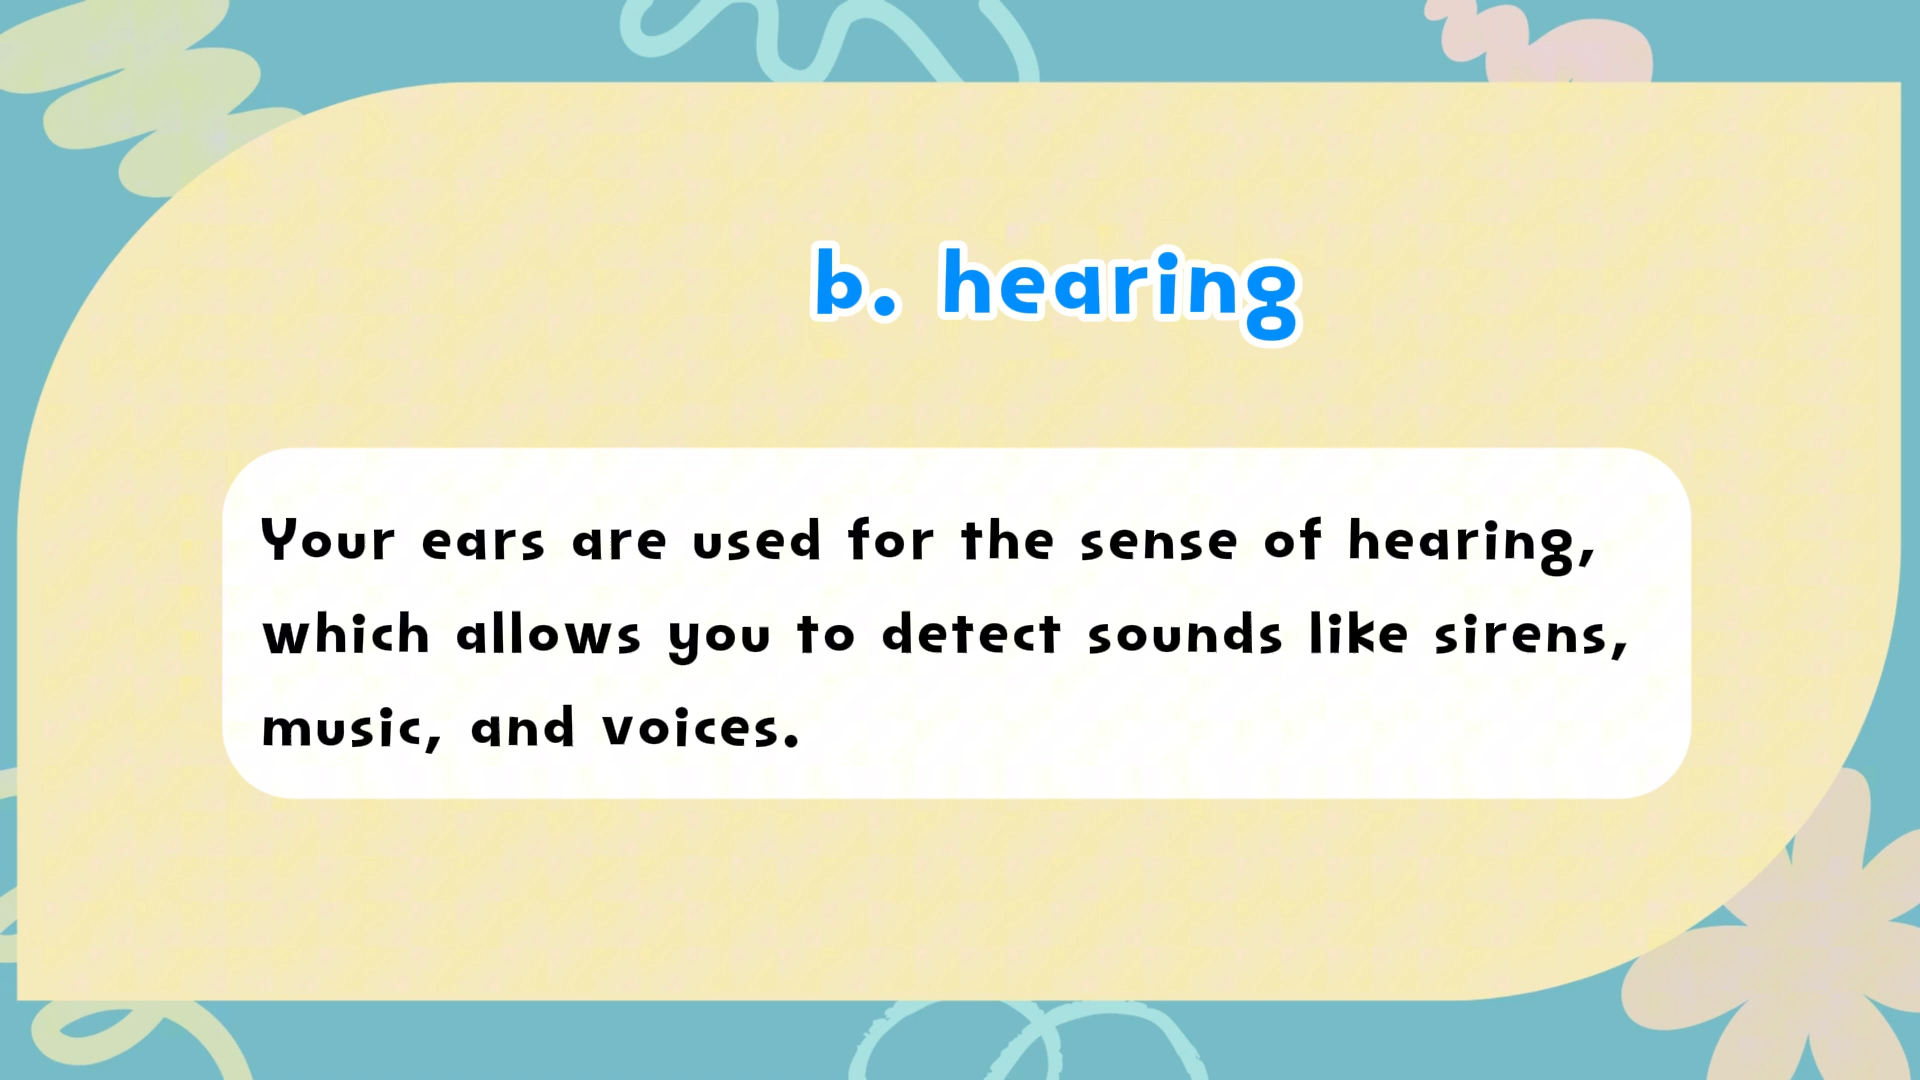 b. hearing
Your ears are used for the sense of hearing,
which allows you to detect sounds like sirens,
music, and voices.